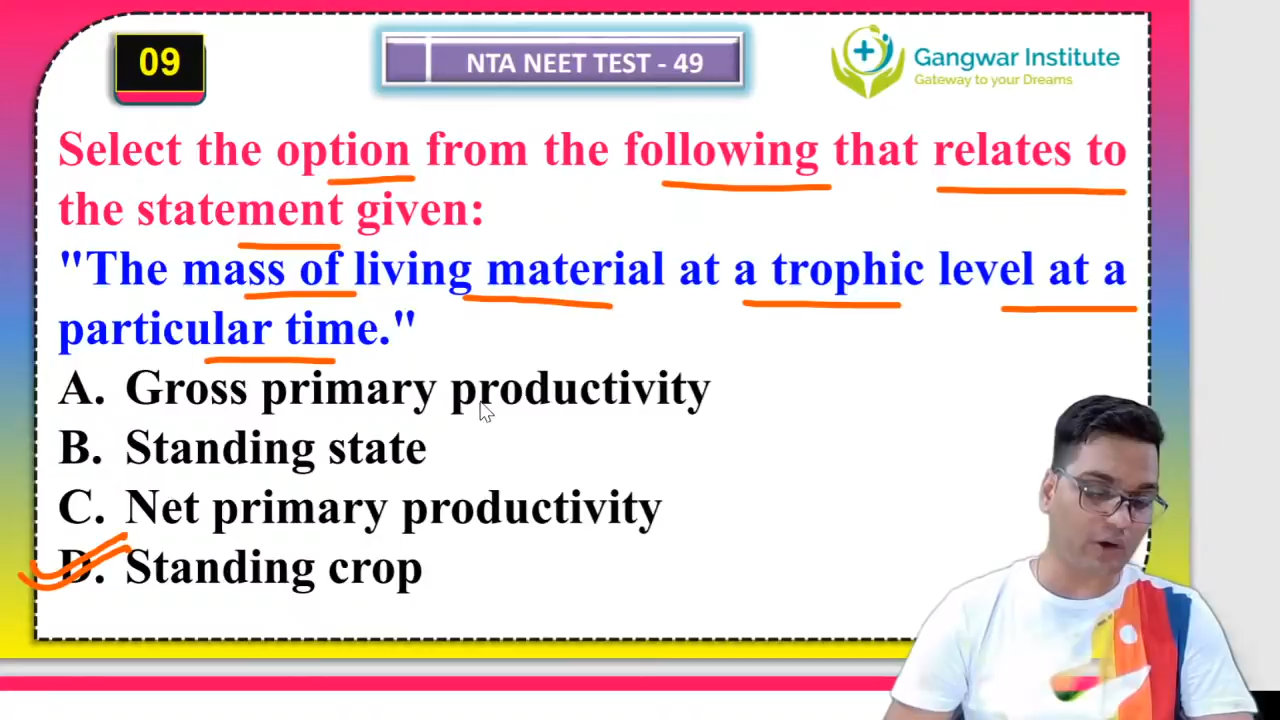 09
NTA NEET TEST - 49
Gangwar Institute
Gateway to your Dreams
Select the option from the following that relates to
the statement given:
"The mass of living material at a trophic level at a
particular time."
A. Gross primary productivity
B. Standing state
C. Net primary productivity
D. Standing crop